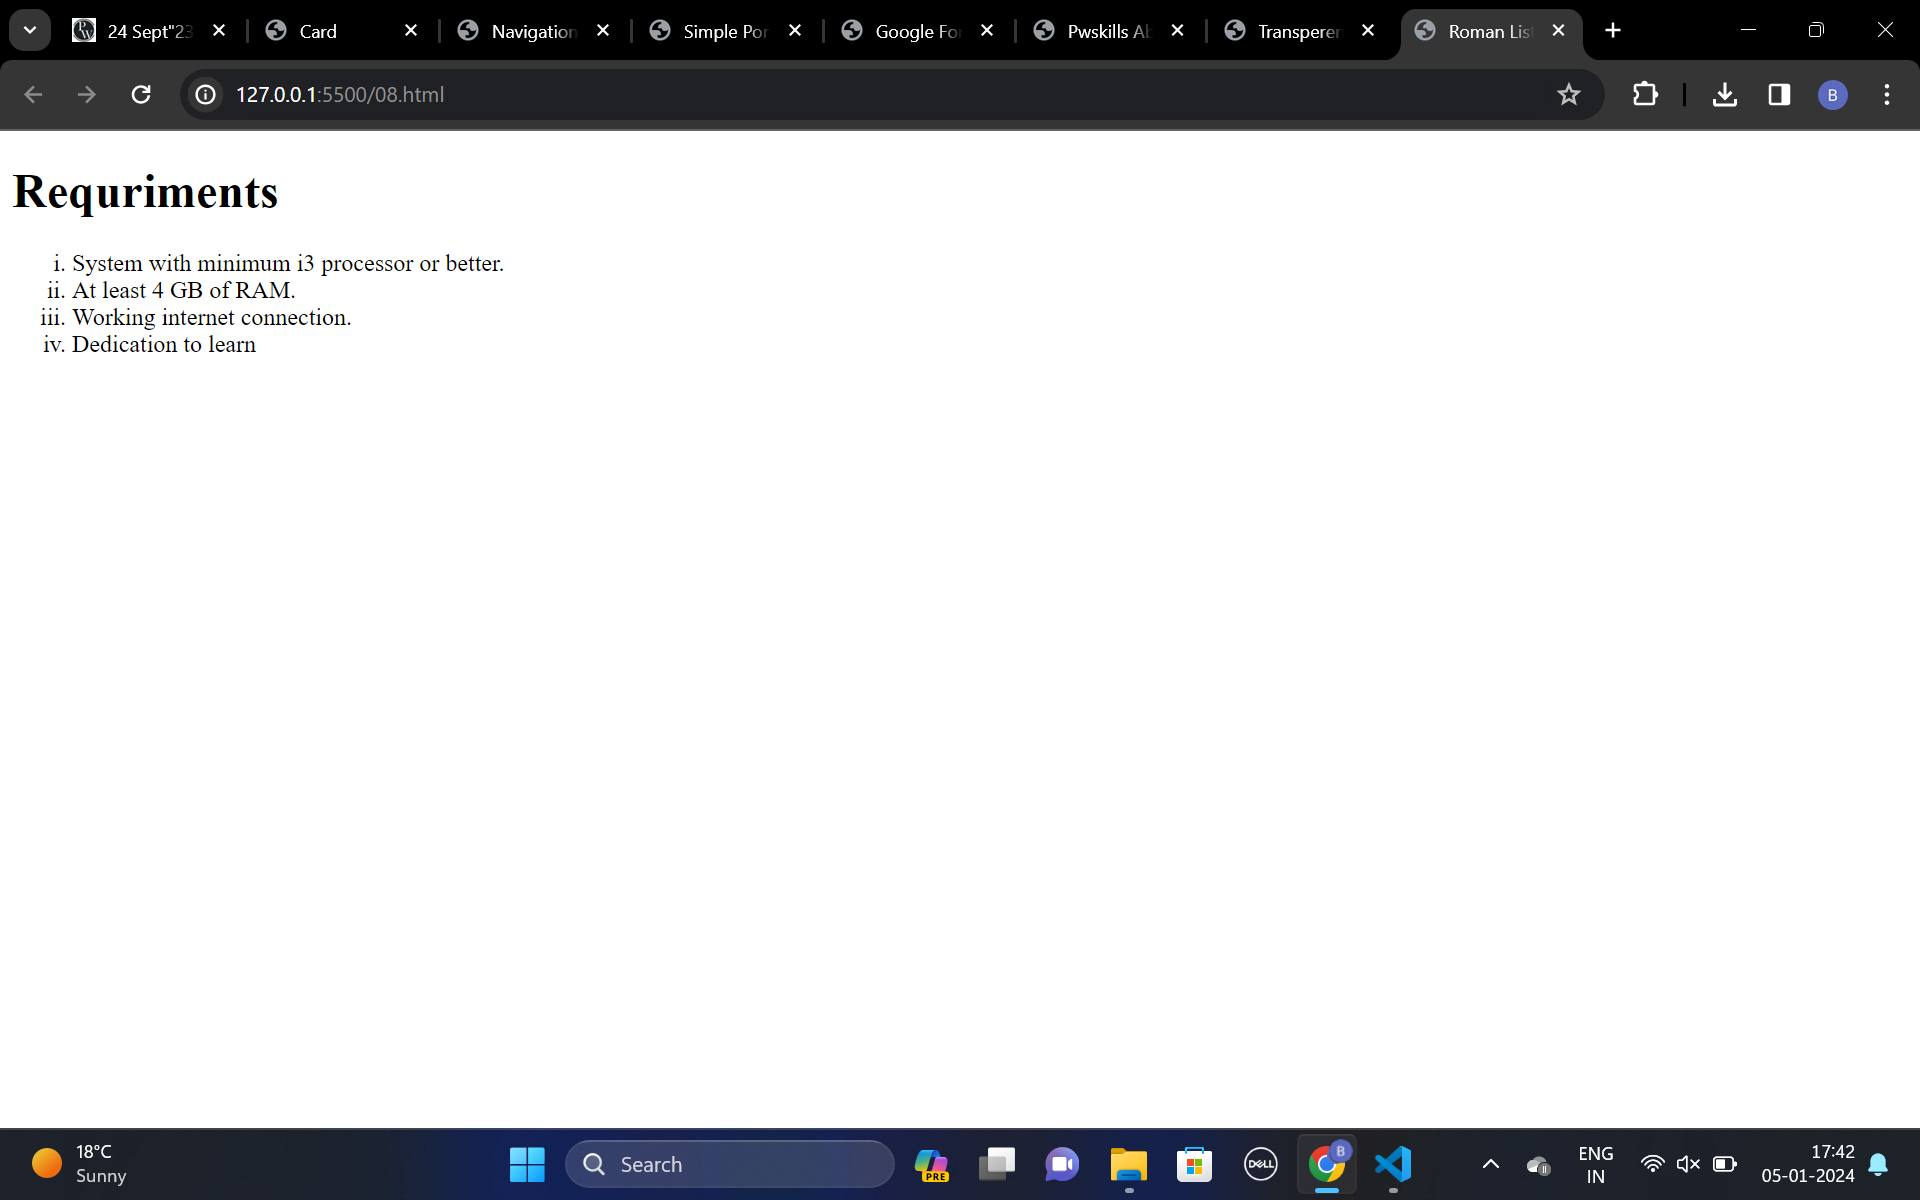 24 Sept"23
Card
Navigation
Simple Por
Google For
Pwskills Ab
Transperen
Roman List
127.0.0.1:5500/08.html
B
Requriments
i. System with minimum i3 processor or better.
ii. At least 4 GB of RAM.
iii. Working internet connection.
iv. Dedication to learn
18°C
Sunny
Search
PRE
DELL
B
ENG
IN
17:42
05-01-2024